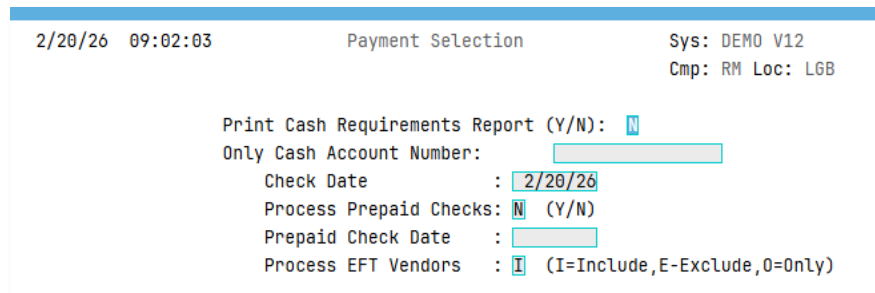 2/20/26 09:02:03 Payment Selection Sys: DEMO V12
Cmp: RM Loc: LGB
Print Cash Requirements Report (Y/N): N
Only Cash Account Number:
Check Date : 2/20/26
Process Prepaid Checks: N (Y/N)
Prepaid Check Date :
Process EFT Vendors : I (I=Include,E-Exclude,O=Only)